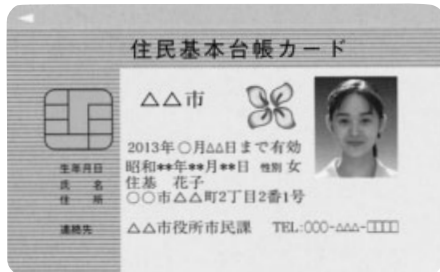 住民基本台帳カード
△△市
2013年○月△△日まで有効
生年月日 昭和**年**月**日 性別 女
氏 名 住基 花子
住 所 ○○市△△町2丁目2番1号
連絡先 △△市役所市民課 TEL:○○○-△△△-□□□□